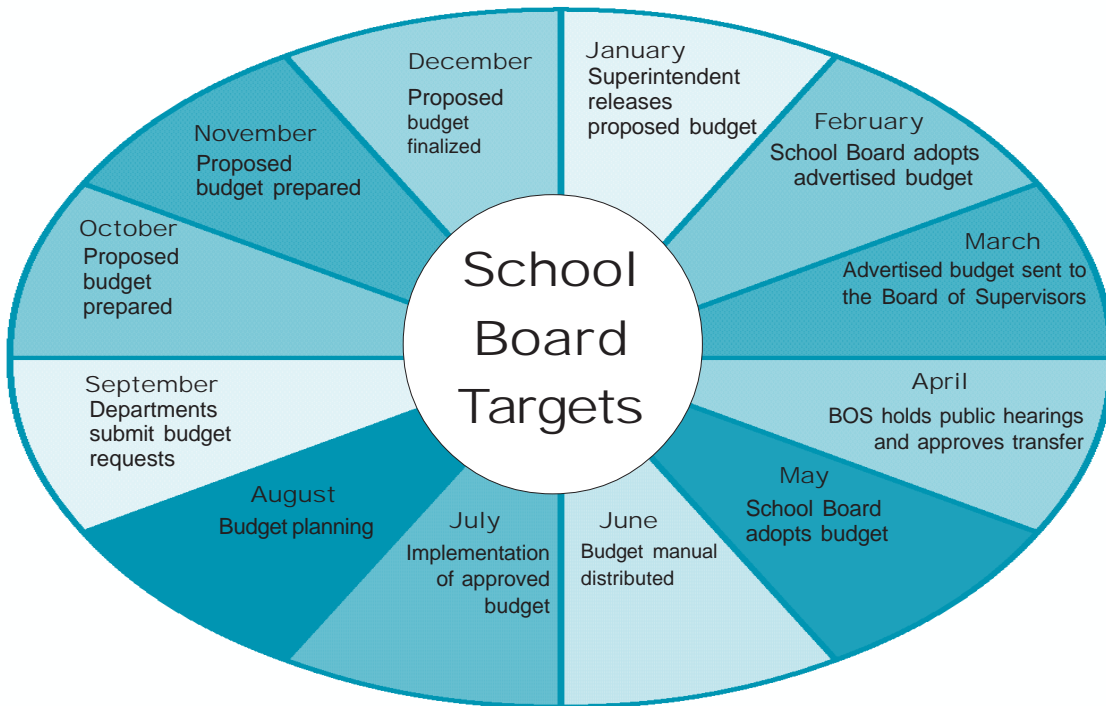 School
Board
Targets
January
Superintendent
releases
proposed budget
February
School Board adopts
advertised budget
March
Advertised budget sent to
the Board of Supervisors
April
BOS holds public hearings
and approves transfer
May
School Board
adopts budget
June
Budget manual
distributed
July
Implementation
of approved
budget
August
Budget planning
September
Departments
submit budget
requests
October
Proposed
budget
prepared
November
Proposed
budget prepared
December
Proposed
budget
finalized